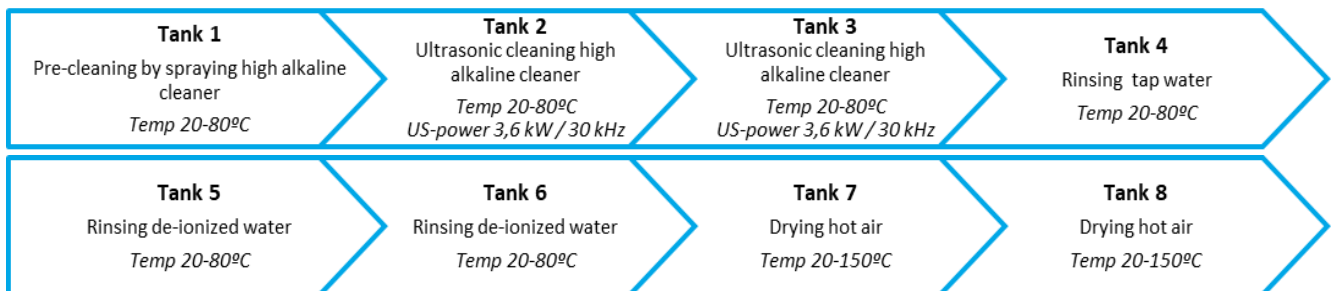 Tank 1
Pre-cleaning by spraying high alkaline
cleaner
Temp 20-80ºC
Tank 2
Ultrasonic cleaning high
alkaline cleaner
Temp 20-80ºC
US-power 3,6 kW / 30 kHz
Tank 3
Ultrasonic cleaning high
alkaline cleaner
Temp 20-80ºC
US-power 3,6 kW / 30 kHz
Tank 4
Rinsing tap water
Temp 20-80ºC
Tank 5
Rinsing de-ionized water
Temp 20-80ºC
Tank 6
Rinsing de-ionized water
Temp 20-80ºC
Tank 7
Drying hot air
Temp 20-150ºC
Tank 8
Drying hot air
Temp 20-150ºC